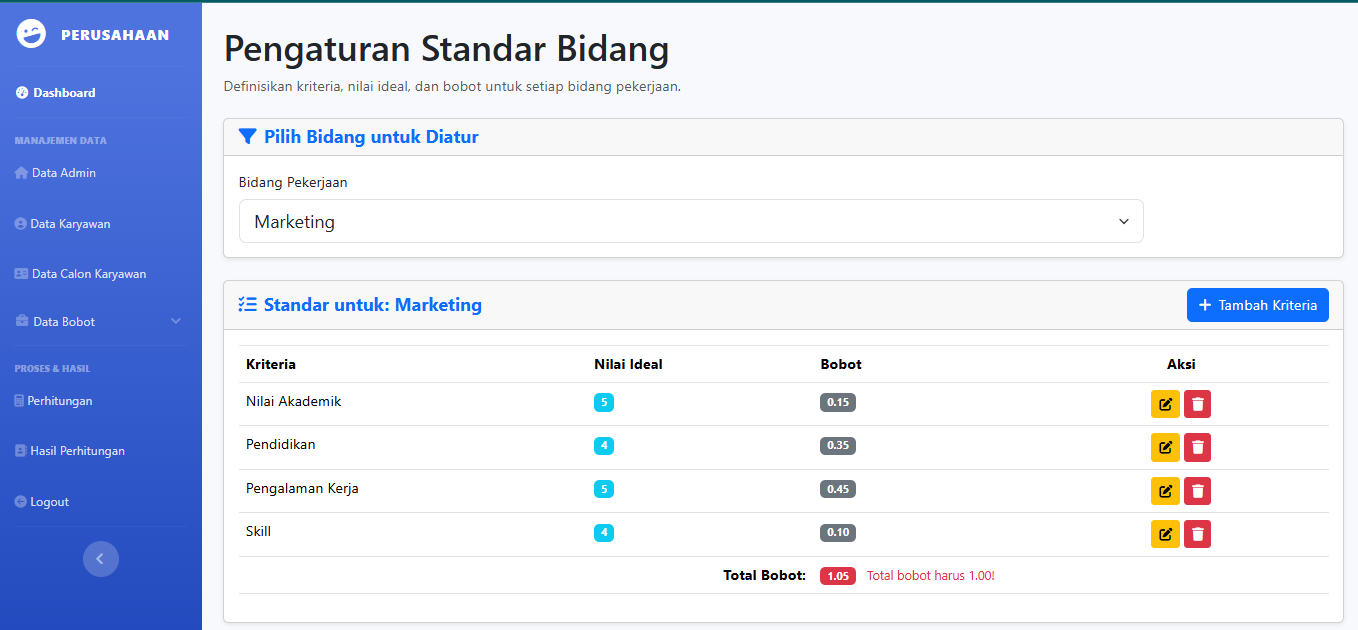 PERUSAHAAN
Dashboard
MANAJEMEN DATA
Data Admin
Data Karyawan
Data Calon Karyawan
Data Bobot
PROSES & HASIL
Perhitungan
Hasil Perhitungan
Logout
Pengaturan Standar Bidang
Definisikan kriteria, nilai ideal, dan bobot untuk setiap bidang pekerjaan.
Pilih Bidang untuk Diatur
Bidang Pekerjaan
Marketing
Standar untuk: Marketing
Tambah Kriteria
Kriteria Nilai Ideal Bobot Aksi
Nilai Akademik 5 0.15
Pendidikan 4 0.35
Pengalaman Kerja 5 0.45
Skill 4 0.10
Total Bobot: 1.05 Total bobot harus 1.00!